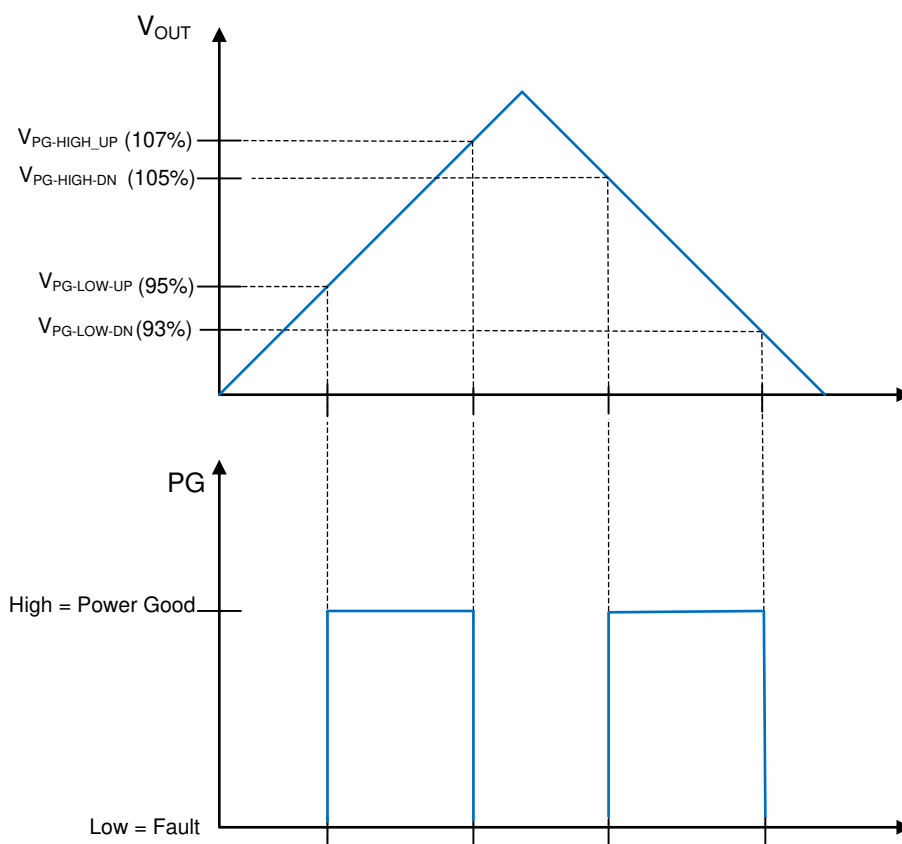 VOUT
VPG-HIGH_UP (107%)
VPG-HIGH-DN (105%)
VPG-LOW-UP (95%)
VPG-LOW-DN (93%)
PG
High = Power Good
Low = Fault